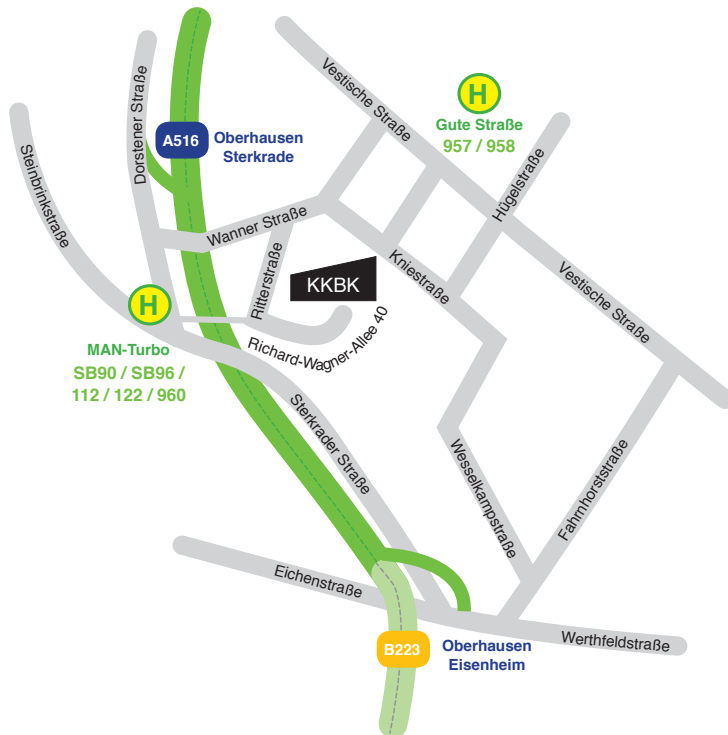 Vestische Straße
H
Gute Straße
957 / 958
Dorstener Straße
A516
Oberhausen
Sterkrade
Steinbrinkstraße
Hügelstraße
Wanner Straße
Kniestraße
Ritterstraße
KKBK
Vestische Straße
H
MAN-Turbo
SB90 / SB96 /
112 / 122 / 960
Richard-Wagner-Allee 40
Sterkrader Straße
Wesselkampstraße
Fahrnhorststraße
Eichenstraße
B223
Oberhausen
Eisenheim
Werthfeldstraße